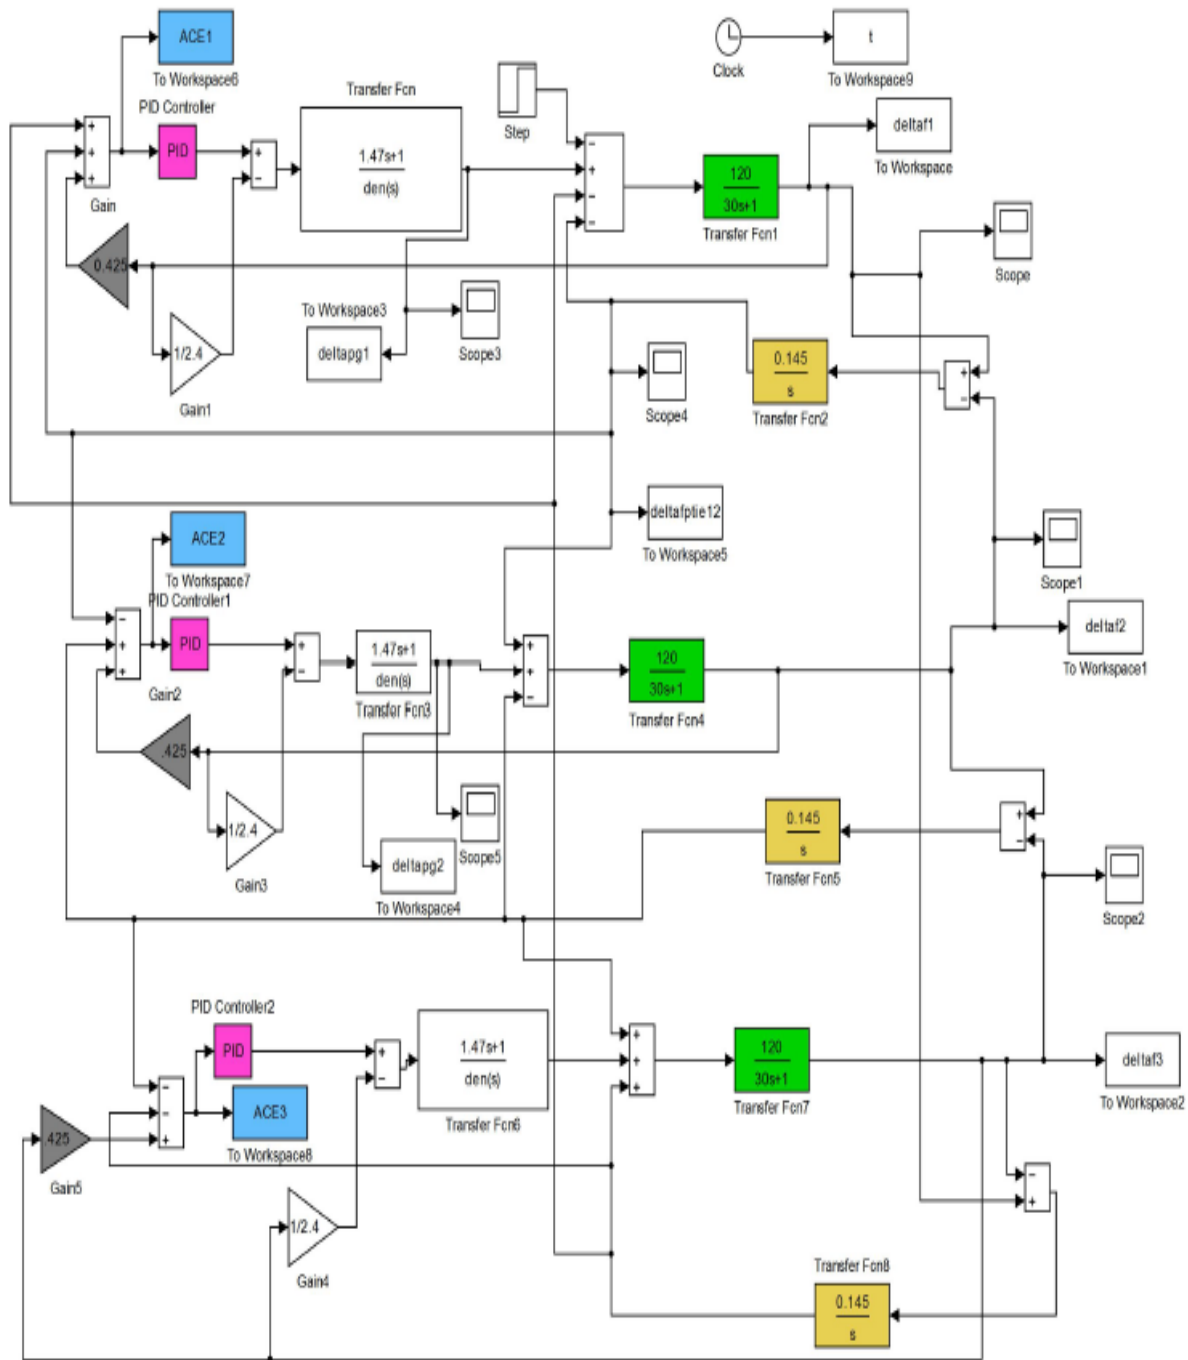 ACE1
To Workspace6
PID Controller
PID
Gain
+
+
+
+
−
Transfer Fcn
1.47s+1
den(s)
Step
Clock
t
To Workspace9
deltaf1
To Workspace
−
+
−
−
120
30s+1
Transfer Fcn1
Scope
0.425
1/2.4
Gain1
To Workspace3
deltapg1
Scope3
Scope4
0.145
s
Transfer Fcn2
+
−
deltafptie12
To Workspace5
Scope1
deltaf2
To Workspace1
ACE2
To Workspace7
PID Controller1
PID
−
+
+
Gain2
+
−
1.47s+1
den(s)
Transfer Fcn3
+
+
−
120
30s+1
Transfer Fcn4
.425
1/2.4
Gain3
Scope5
deltapg2
To Workspace4
0.145
s
Transfer Fcn5
+
−
Scope2
PID Controller2
PID
−
−
+
ACE3
To Workspace8
+
−
1.47s+1
den(s)
Transfer Fcn6
+
+
+
120
30s+1
Transfer Fcn7
deltaf3
To Workspace2
.425
Gain5
1/2.4
Gain4
−
+
Transfer Fcn8
0.145
s